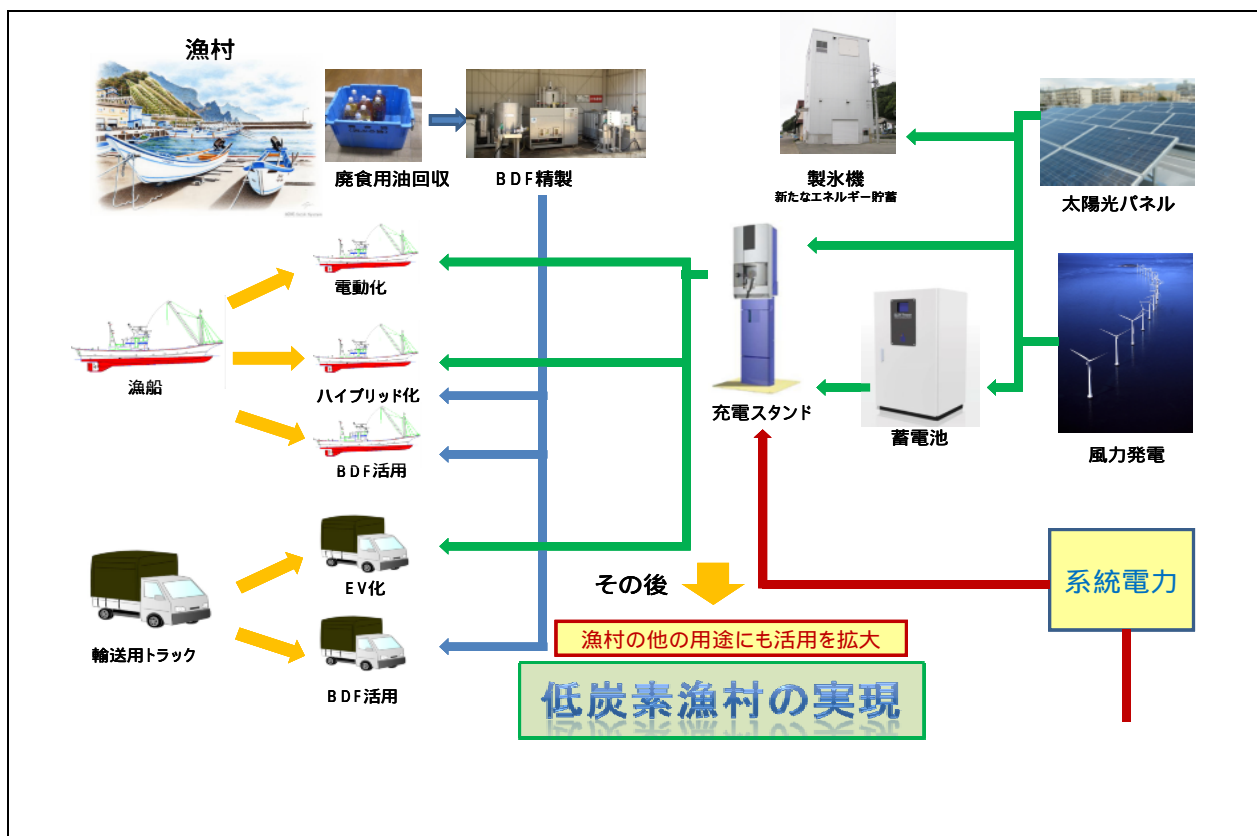 漁村
廃食用油回収
BDF精製
製氷機
新たなエネルギー貯蓄
太陽光パネル
電動化
漁船
ハイブリッド化
BDF活用
充電スタンド
蓄電池
風力発電
EV化
輸送用トラック
BDF活用
その後
系統電力
漁村の他の用途にも活用を拡大
低炭素漁村の実現